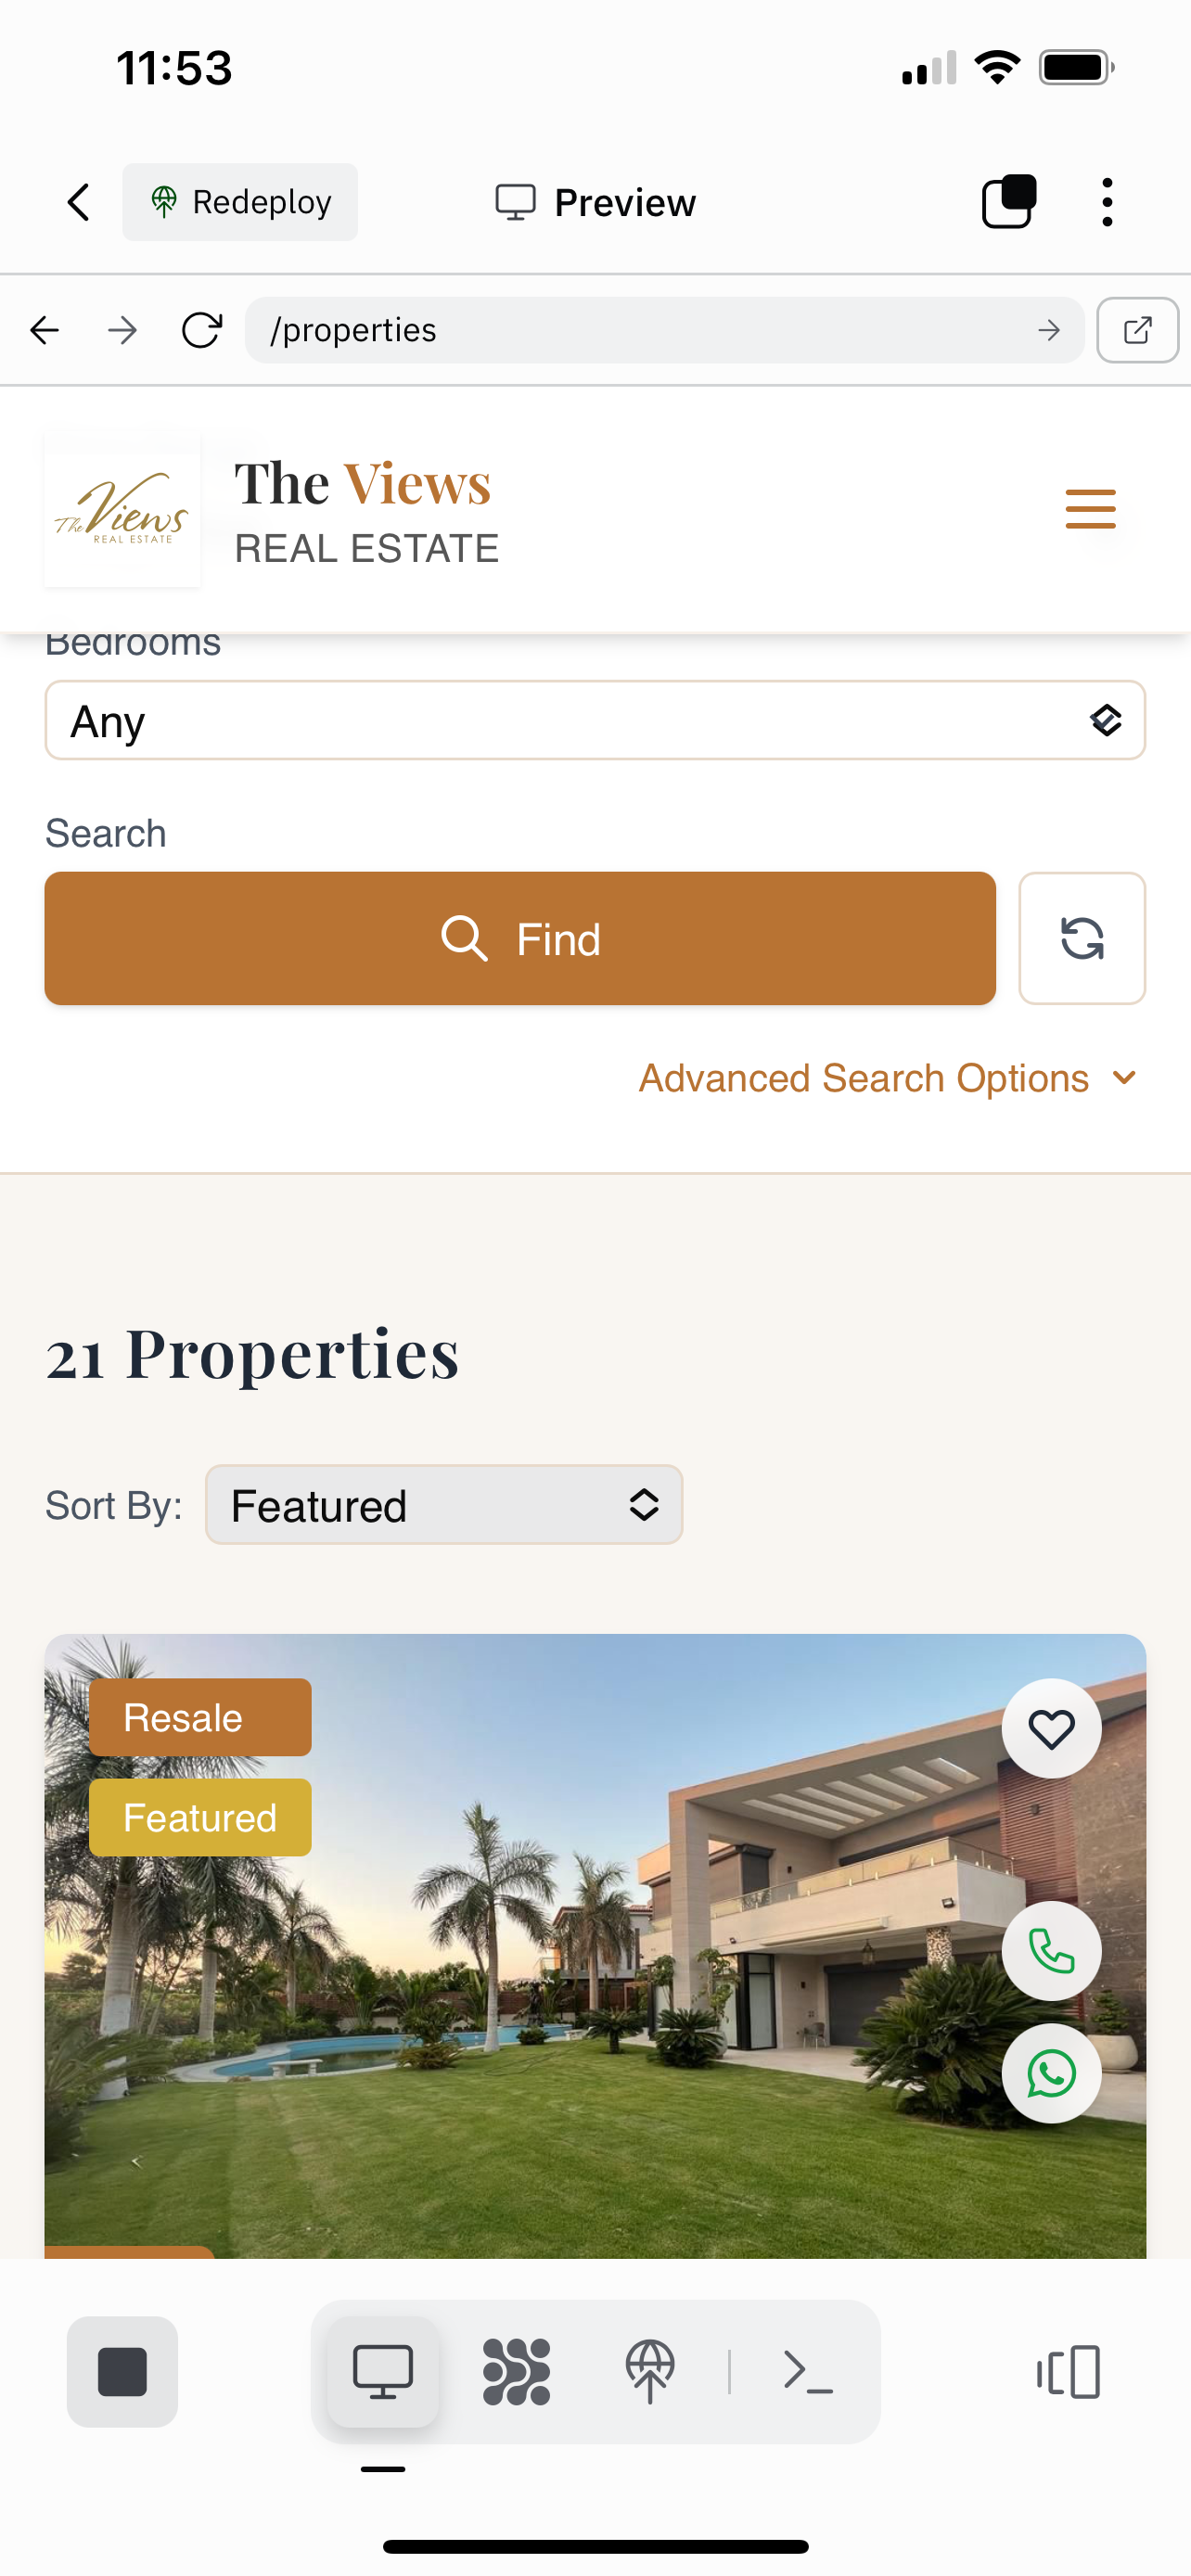 11:53
Redeploy
Preview
/properties
The Views
REAL ESTATE
The Views
REAL ESTATE
Bedrooms
Any
Search
Find
Advanced Search Options
21 Properties
Sort By:
Featured
Resale
Featured